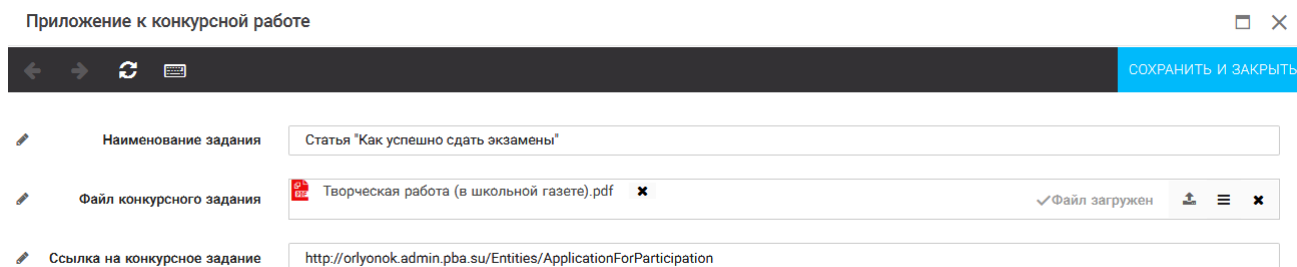 Приложение к конкурсной работе
СОХРАНИТЬ И ЗАКРЫТЬ
Наименование задания Статья "Как успешно сдать экзамены"
Файл конкурсного задания Творческая работа (в школьной газете).pdf Файл загружен
Ссылка на конкурсное задание http://orlyonok.admin.pba.su/Entities/ApplicationForParticipation